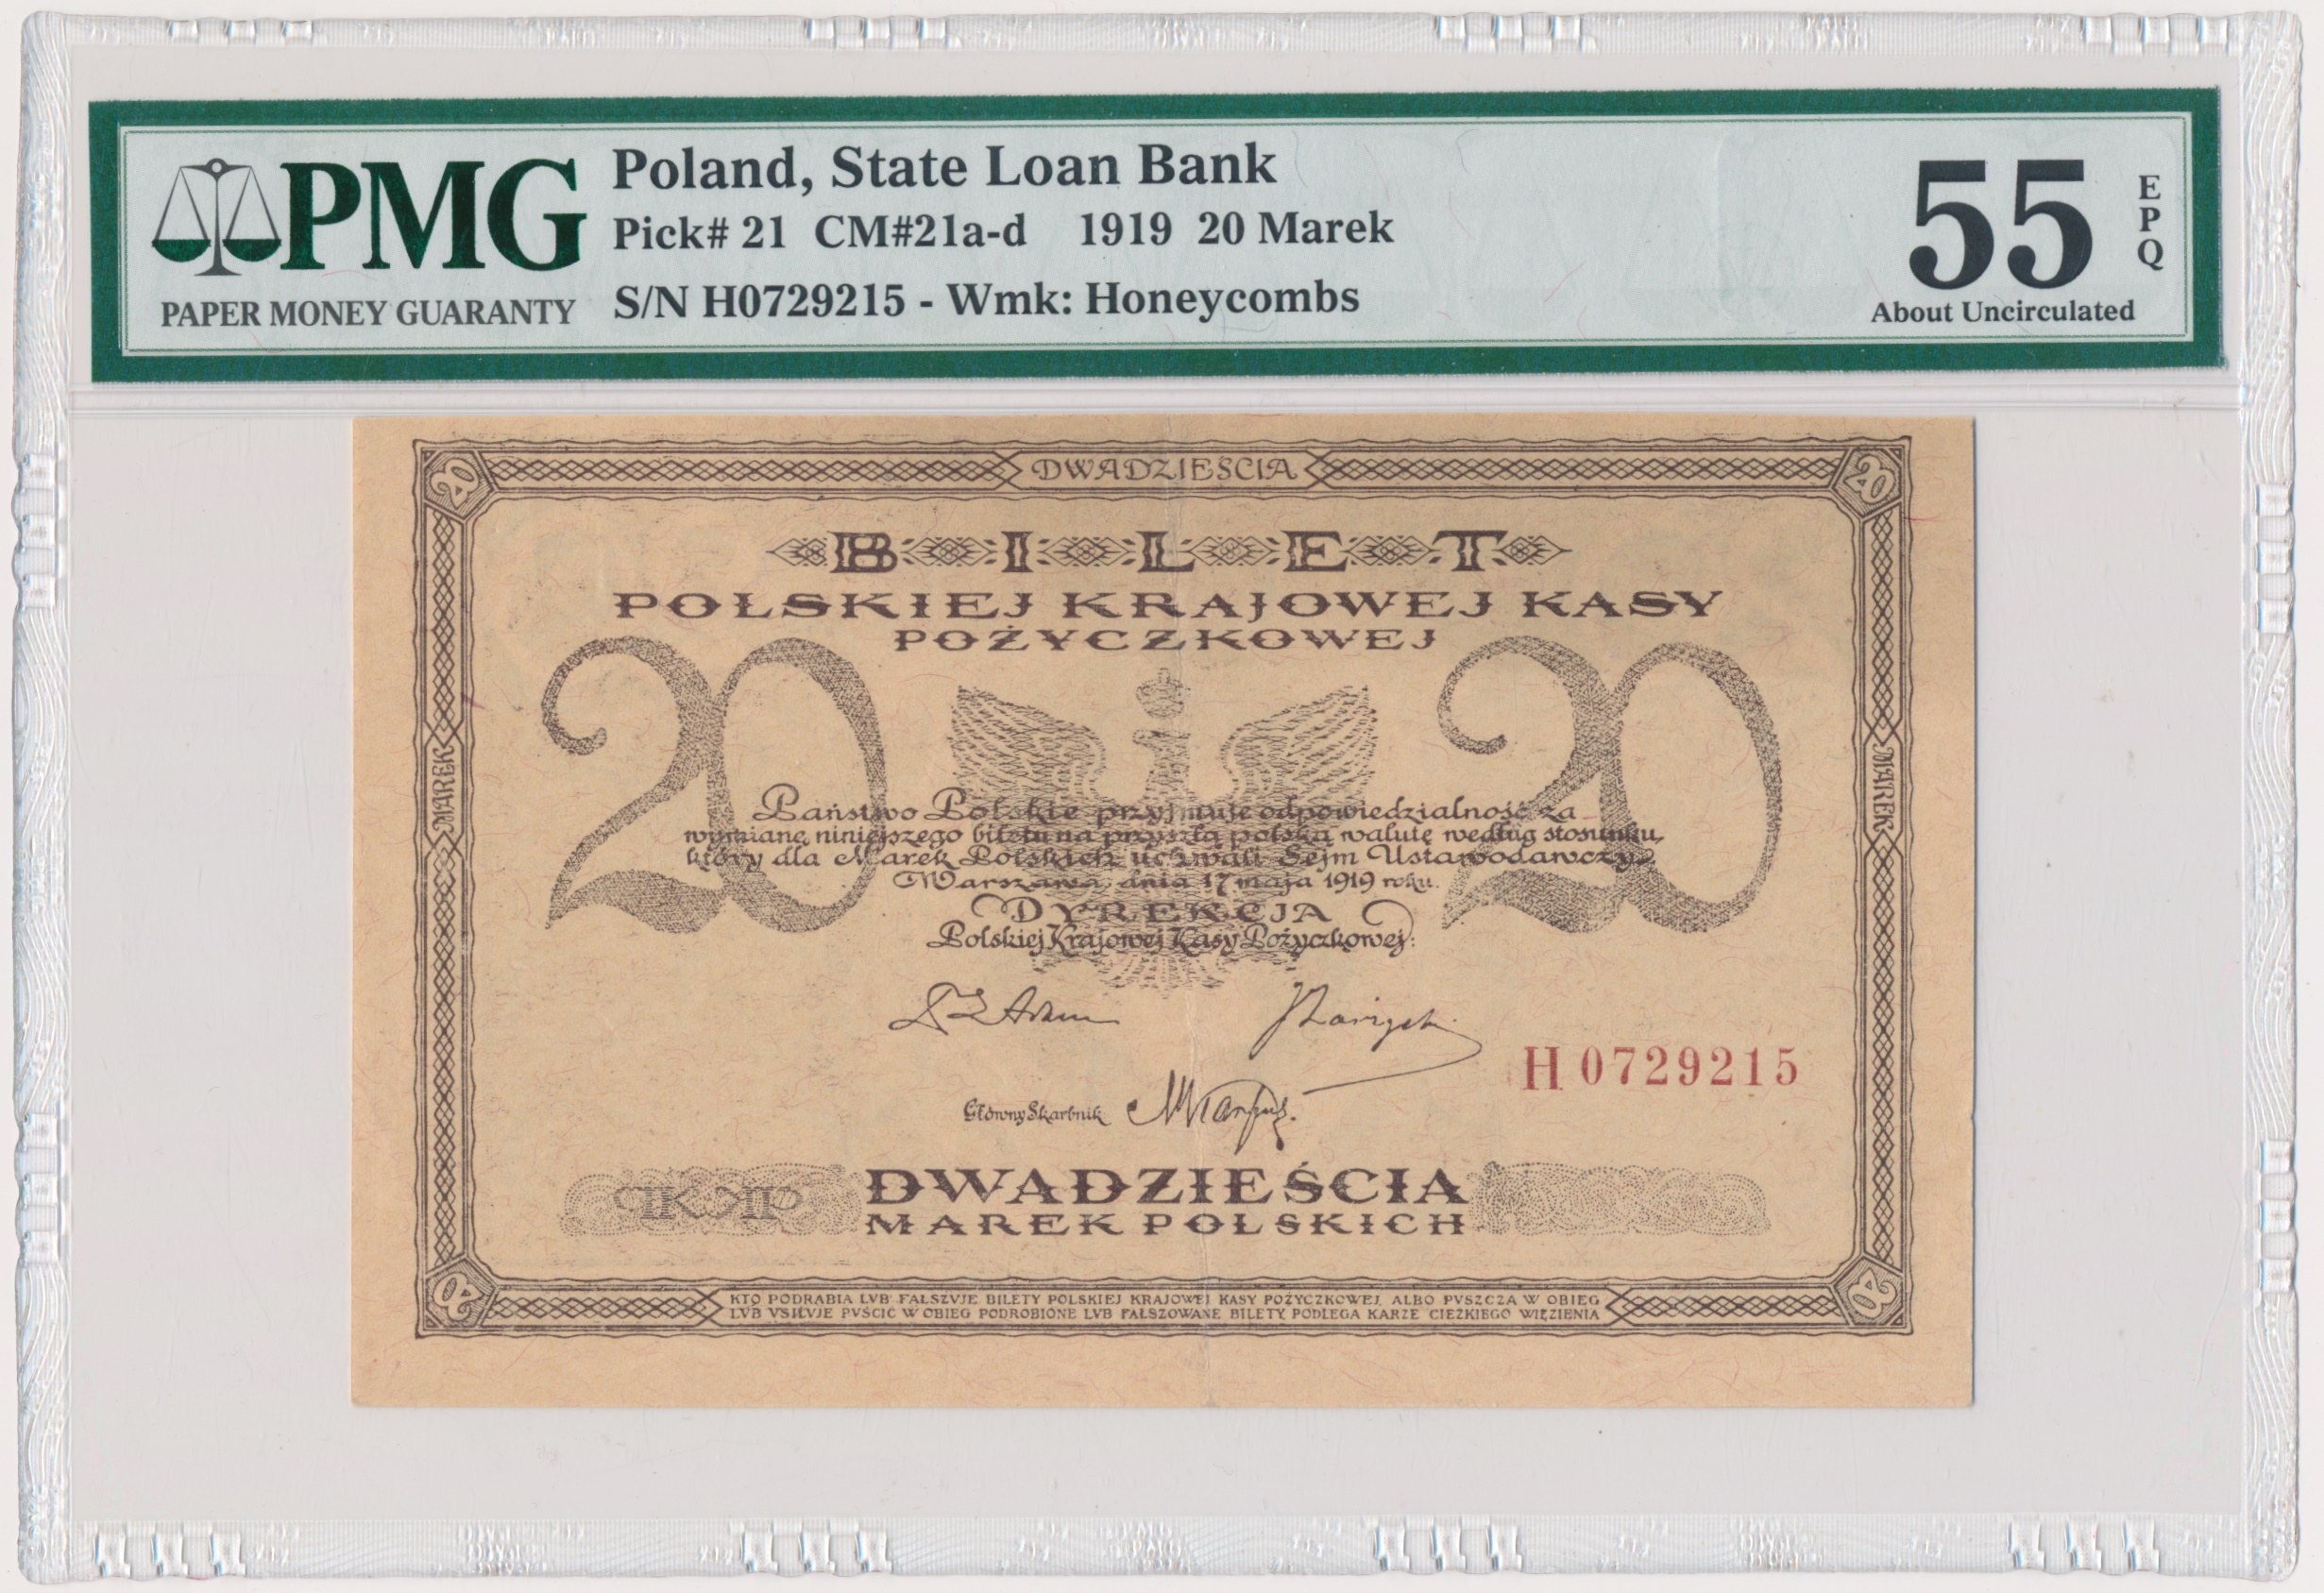 PMG
PAPER MONEY GUARANTY
Poland, State Loan Bank
Pick# 21 CM#21a-d 1919 20 Marek
S/N H0729215 - Wmk: Honeycombs
55
EPQ
About Uncirculated
20 DWADZIEŚCIA 20
BILET
POLSKIEJ KRAJOWEJ KASY
POŻYCZKOWEJ
20 20
MAREK MAREK
Państwo Polskie przyjmuje odpowiedzialność za
wymianę niniejszego biletu na przyszłą polską walutę według stosunku,
który dla Marek Polskich uchwali Sejm Ustawodawczy.
Warszawa, dnia 17 maja 1919 roku.
DYREKCJA
Polskiej Krajowej Kasy Pożyczkowej:
H 0729215
Główny Skarbnik
PKKP
DWADZIEŚCIA
MAREK POLSKICH
20 20
KTO PODRABIA LVB FAŁSZVJE BILETY POLSKIEJ KRAJOWEJ KASY POŻYCZKOWEJ, ALBO PVSZCZA W OBIEG
LVB VSIŁVJE PVŚCIĆ W OBIEG PODROBIONE LVB FAŁSZOWANE BILETY, PODLEGA KARZE CIĘŻKIEGO WIĘZIENIA